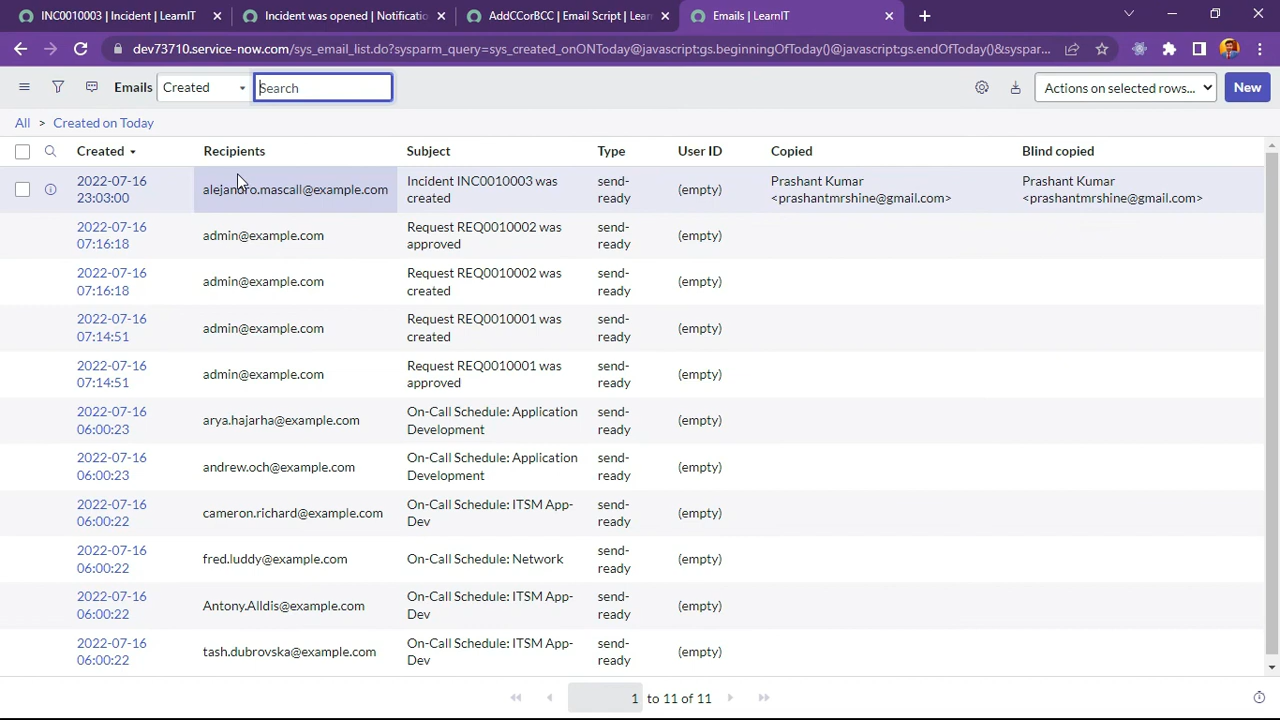 INC0010003 | Incident | LearnIT
Incident was opened | Notificatio
AddCCorBCC | Email Script | Learn
Emails | LearnIT
dev73710.service-now.com/sys_email_list.do?sysparm_query=sys_created_onONToday@javascript:gs.beginningOfToday()@javascript:gs.endOfToday()&syspar...
Emails Created Search Actions on selected rows... New
All > Created on Today
Created Recipients Subject Type User ID Copied Blind copied
2022-07-16
23:03:00
alejandro.mascall@example.com
Incident INC0010003 was
created
send-
ready
(empty)
Prashant Kumar
<prashantmrshine@gmail.com>
Prashant Kumar
<prashantmrshine@gmail.com>
2022-07-16
07:16:18
admin@example.com
Request REQ0010002 was
approved
send-
ready
(empty)
2022-07-16
07:16:18
admin@example.com
Request REQ0010002 was
created
send-
ready
(empty)
2022-07-16
07:14:51
admin@example.com
Request REQ0010001 was
created
send-
ready
(empty)
2022-07-16
07:14:51
admin@example.com
Request REQ0010001 was
approved
send-
ready
(empty)
2022-07-16
06:00:23
arya.hajarha@example.com
On-Call Schedule: Application
Development
send-
ready
(empty)
2022-07-16
06:00:23
andrew.och@example.com
On-Call Schedule: Application
Development
send-
ready
(empty)
2022-07-16
06:00:22
cameron.richard@example.com
On-Call Schedule: ITSM App-
Dev
send-
ready
(empty)
2022-07-16
06:00:22
fred.luddy@example.com
On-Call Schedule: Network
send-
ready
(empty)
2022-07-16
06:00:22
Antony.Alldis@example.com
On-Call Schedule: ITSM App-
Dev
send-
ready
(empty)
2022-07-16
06:00:22
tash.dubrovska@example.com
On-Call Schedule: ITSM App-
Dev
send-
ready
(empty)
1 to 11 of 11